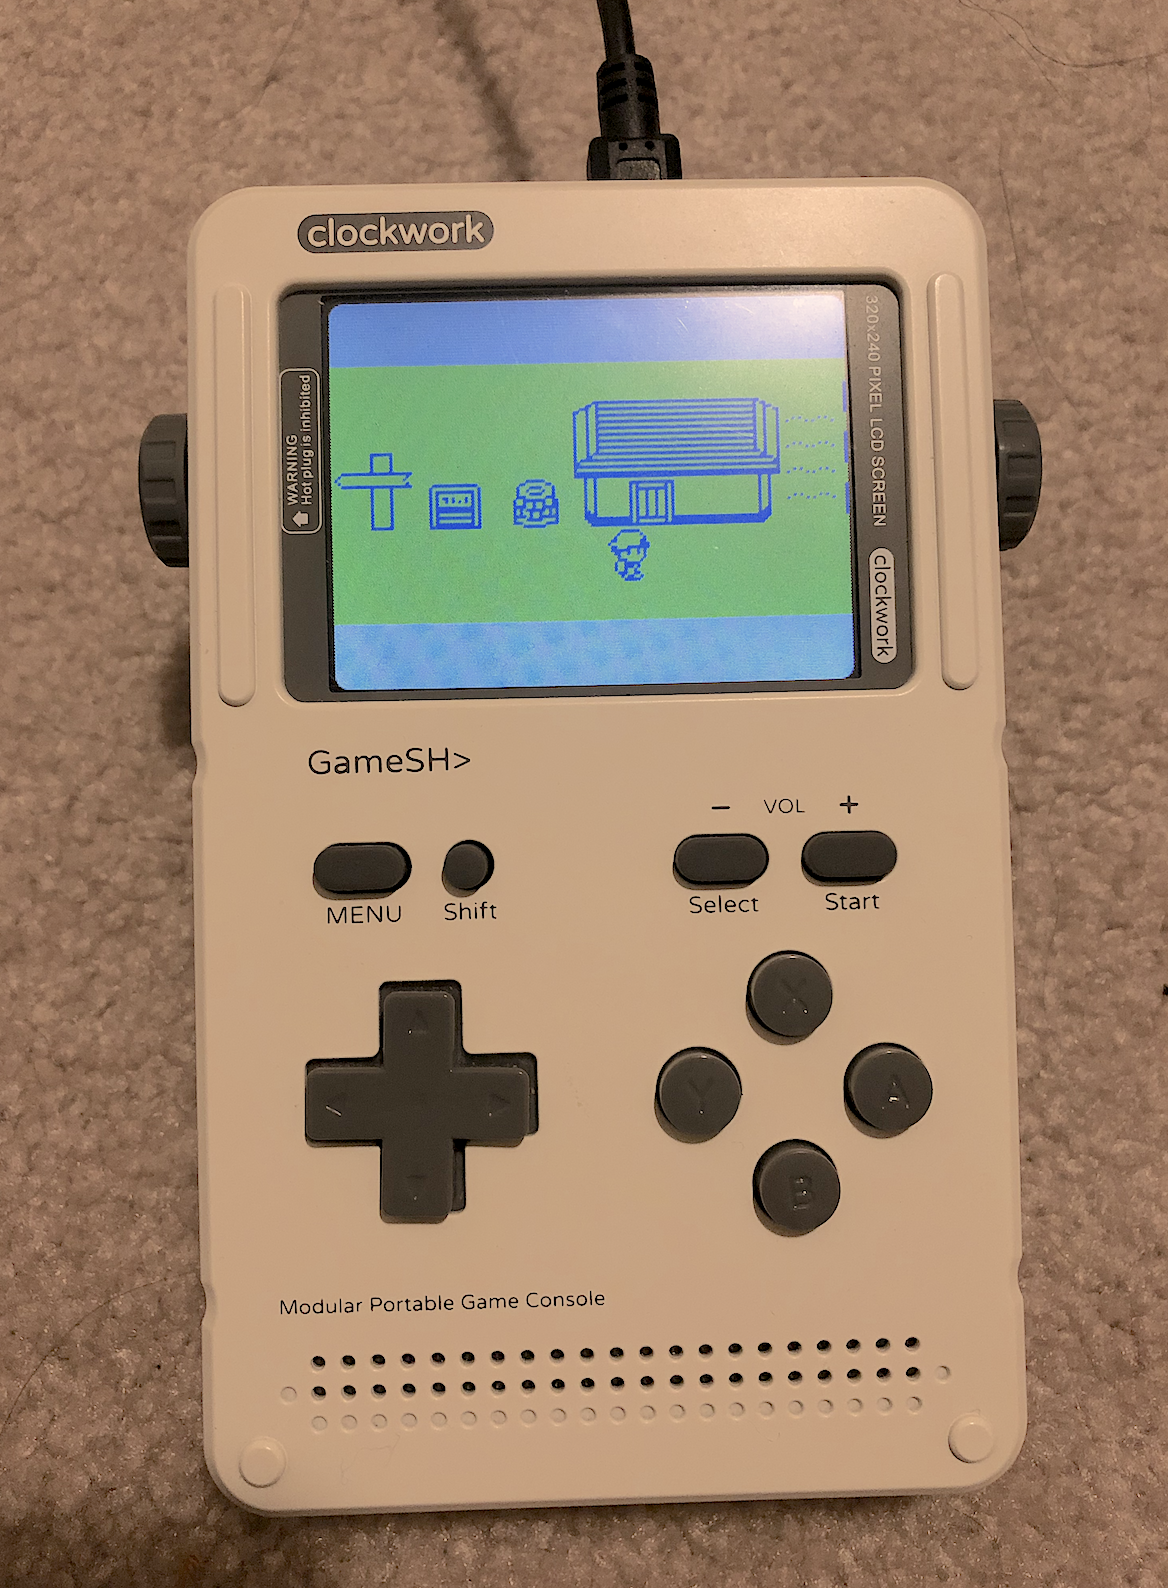 clockwork
WARNING
Hot plug is inhibited
320x240 PIXEL LCD SCREEN
clockwork
GameSH>
- VOL +
MENU
Shift
Select
Start
X
Y
A
B
Modular Portable Game Console